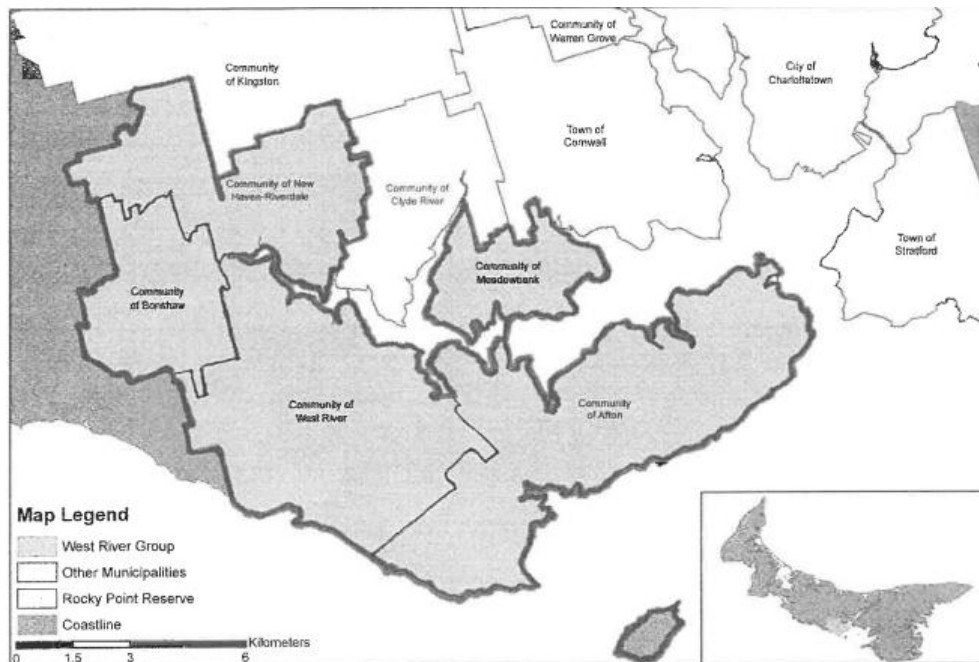 Community of
Warren Grove
Community
of Kingston
City of
Charlottetown
Town of
Cornwall
Community of New
Haven-Riverdale
Community of
Clyde River
Town of
Stratford
Community of
Meadowbank
Community
of Bonshaw
Community of
West River
Community
of Afton
Map Legend
West River Group
Other Municipalities
Rocky Point Reserve
Coastline
Kilometers
0 1.5 3 6